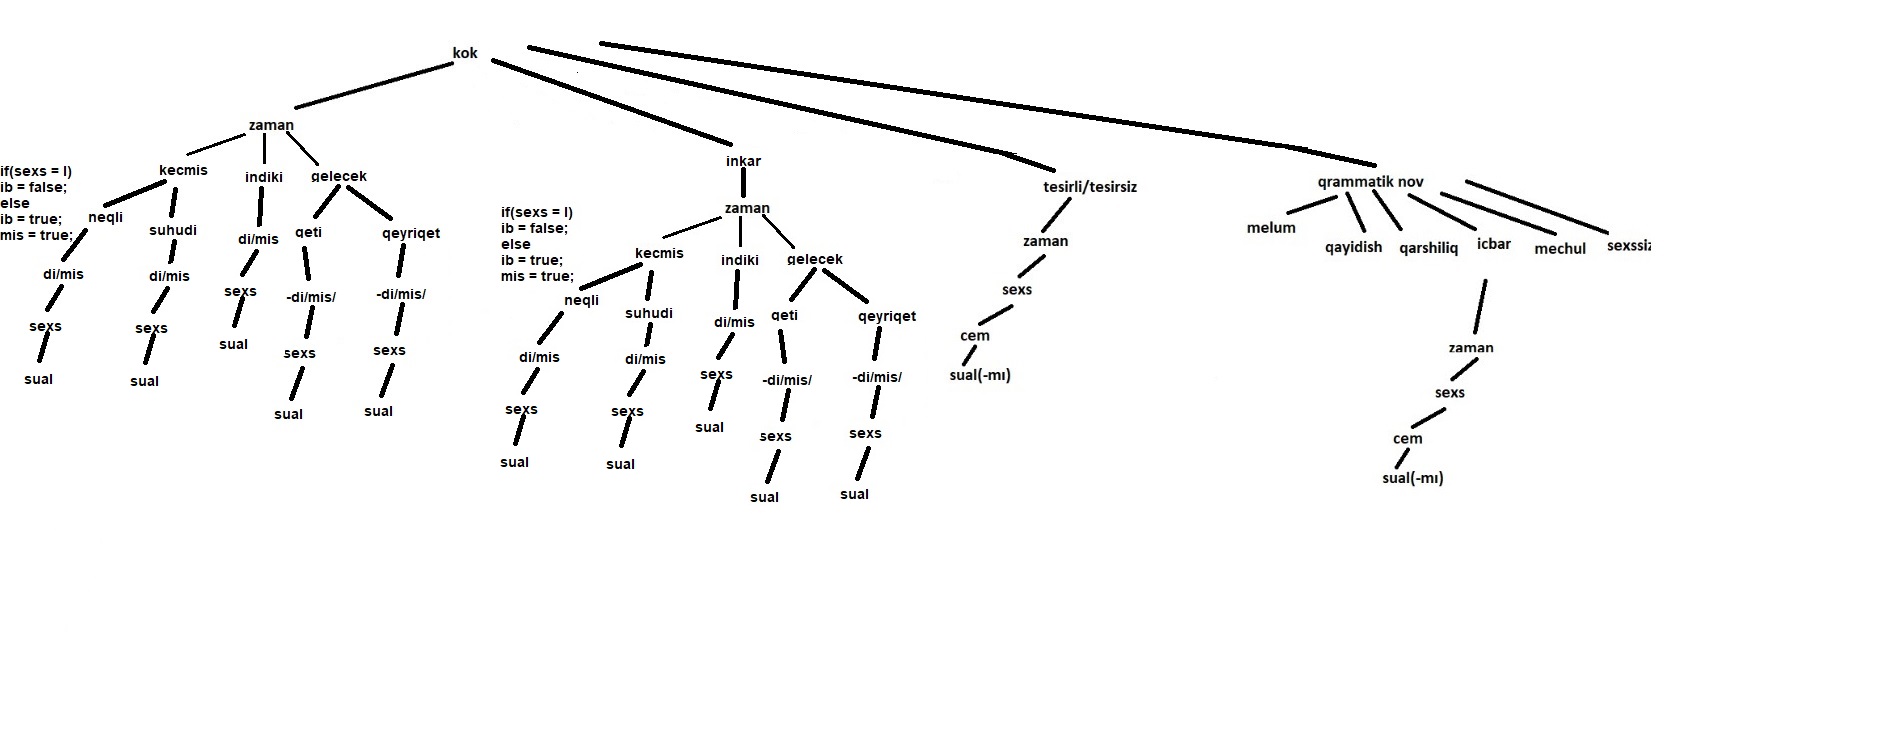 kok
zaman
inkar
tesirli/tesirsiz
qrammatik nov
kecmis
indiki
gelecek
if(sexs = I)
ib = false;
else
ib = true;
mis = true;
neqli
suhudi
di/mis
qeti
qeyriqet
di/mis
di/mis
-di/mis/
-di/mis/
sexs
sexs
sexs
sexs
sexs
sual
sual
sual
sual
sual
zaman
if(sexs = I)
ib = false;
else
ib = true;
mis = true;
kecmis
indiki
gelecek
neqli
suhudi
di/mis
qeti
qeyriqet
di/mis
di/mis
-di/mis/
-di/mis/
sexs
sexs
sexs
sexs
sexs
sual
sual
sual
sual
sual
zaman
sexs
cem
sual(-mı)
melum
qayidish
qarshiliq
icbar
mechul
sexssiz
zaman
sexs
cem
sual(-mı)